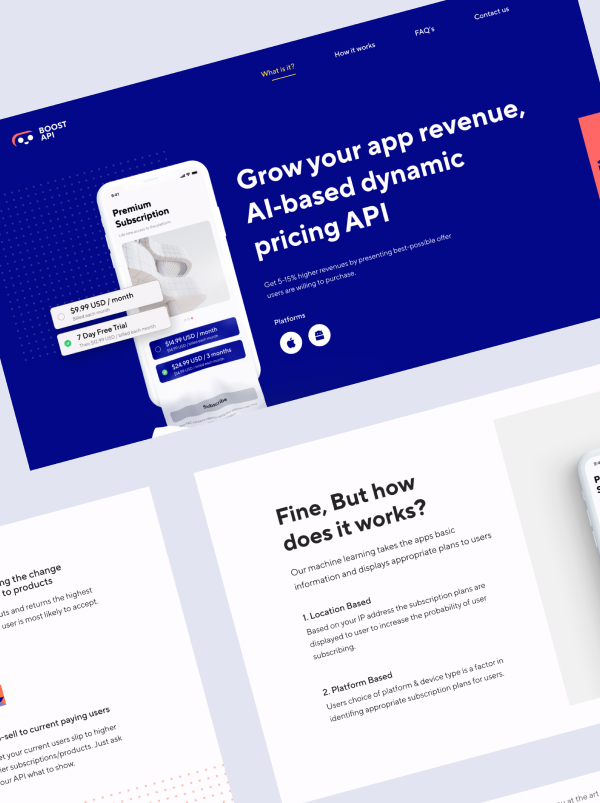 What is it?
How it works
FAQ's
Contact us
BOOST
API
Grow your app revenue,
AI-based dynamic
pricing API
Get 5-15% higher revenues by presenting best-possible offer
users are willing to purchase.
Platforms
9:41
Premium
Subscription
$9.99 USD / month
Billed each month
7 Day Free Trial
$14.99 USD / month
$24.99 USD / 3 months
Subscribe
Fine, But how
does it works?
Our machine learning takes the apps basic
information and displays appropriate plans to users
1. Location Based
Based on your IP address the subscription plans are
displayed to user to increase the probability of user
subscribing.
2. Platform Based
Users choice of platform & device type is a factor in
identifing appropriate subscription plans for users.
ng the change
to products
uts and returns the highest
user is most likely to accept.
-sell to current paying users
et your current users slip to higher
ier subscriptions/products. Just ask
our API what to show.
u at the art